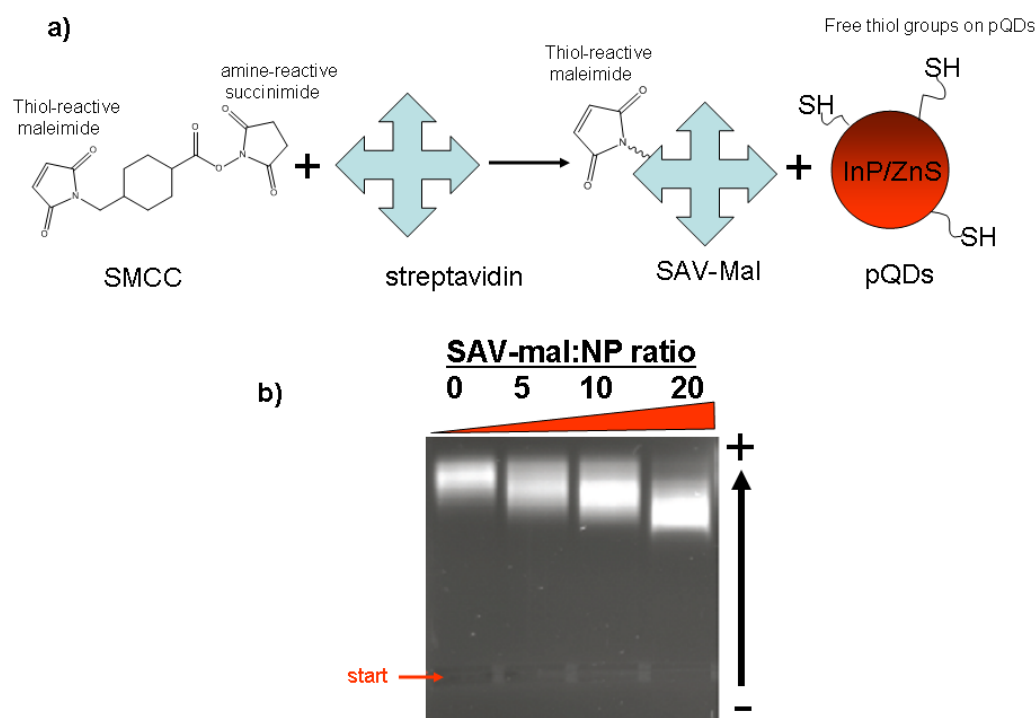 a)
Free thiol groups on pQDs
Thiol-reactive
maleimide
amine-reactive
succinimide
Thiol-reactive
maleimide
SH
SH
SH
InP/ZnS
O
O
N
O
O
N
O
O
O
N
O
+
+
SMCC
streptavidin
SAV-Mal
pQDs
b)
SAV-mal:NP ratio
0 5 10 20
+
start
-